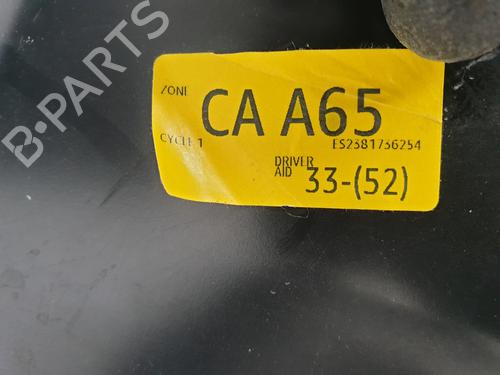 ZONE
CA A65
CYCLE 1
ES2381736254
DRIVER
AID
33-(52)
B-PARTS